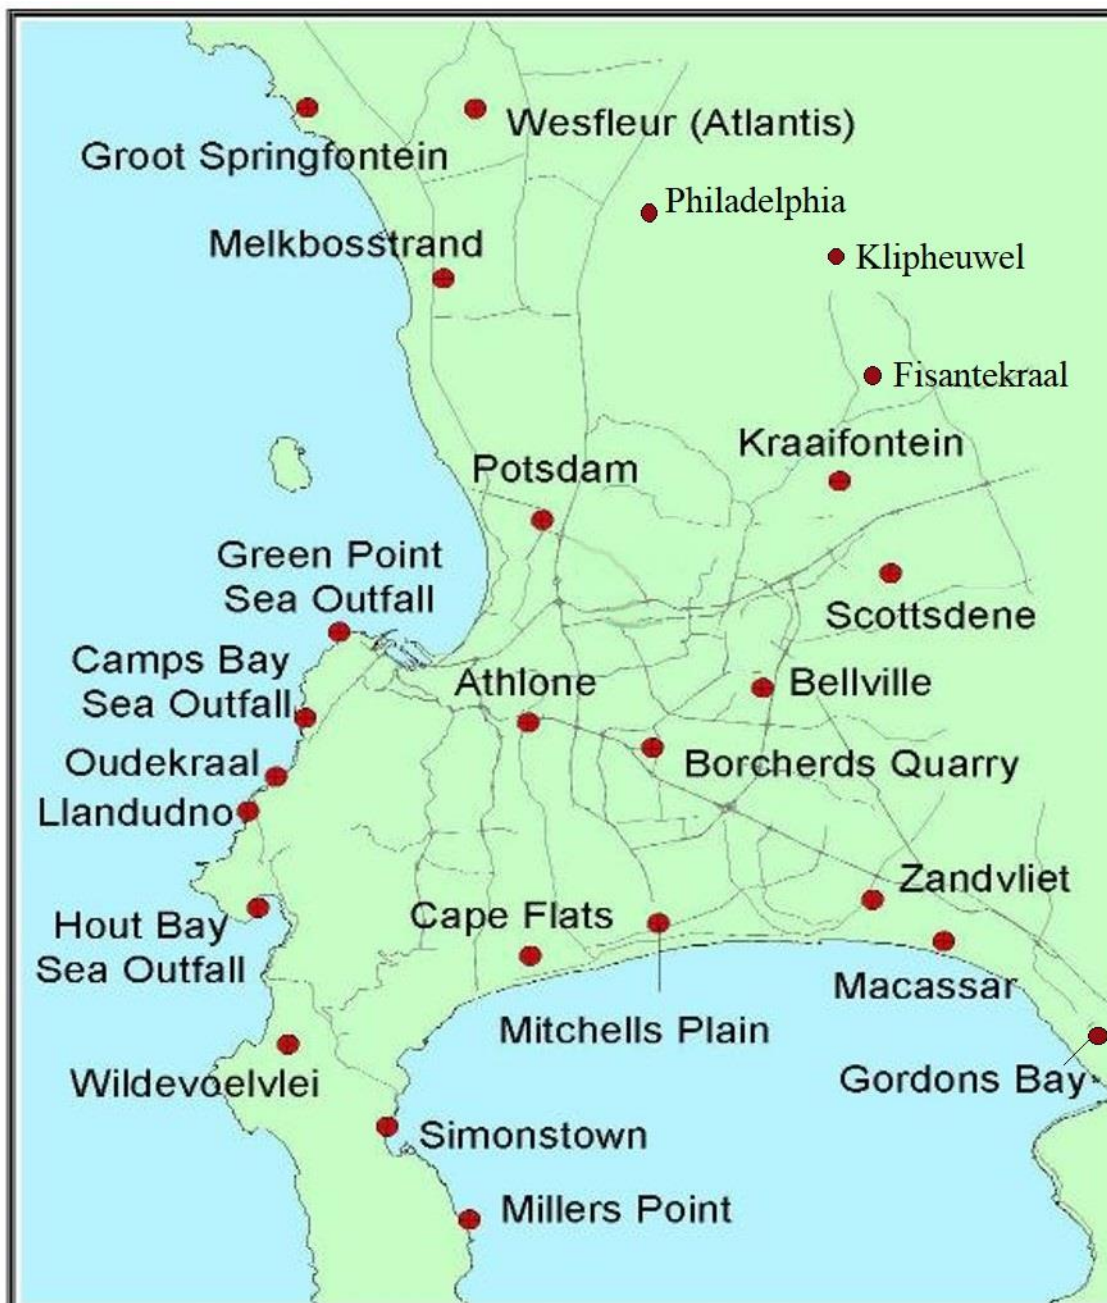 Wesfleur (Atlantis)
Groot Springfontein
Philadelphia
Melkbosstrand
Klipheuwel
Fisantekraal
Kraaifontein
Potsdam
Green Point
Sea Outfall
Scottsdene
Camps Bay
Sea Outfall
Athlone
Bellville
Oudekraal
Borcherds Quarry
Llandudno
Zandvliet
Cape Flats
Hout Bay
Sea Outfall
Macassar
Mitchells Plain
Wildevoelvlei
Gordons Bay
Simonstown
Millers Point